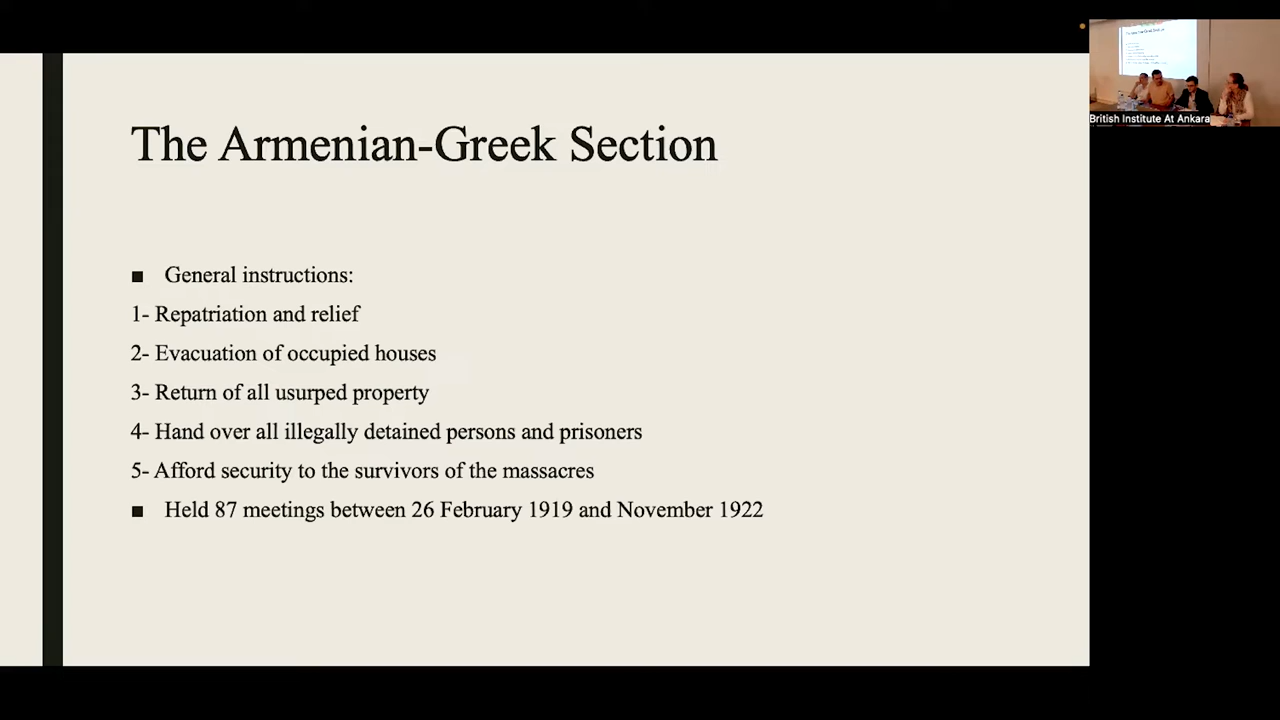 The Armenian-Greek Section
■ General instructions:
1- Repatriation and relief
2- Evacuation of occupied houses
3- Return of all usurped property
4- Hand over all illegally detained persons and prisoners
5- Afford security to the survivors of the massacres
■ Held 87 meetings between 26 February 1919 and November 1922
British Institute At Ankara